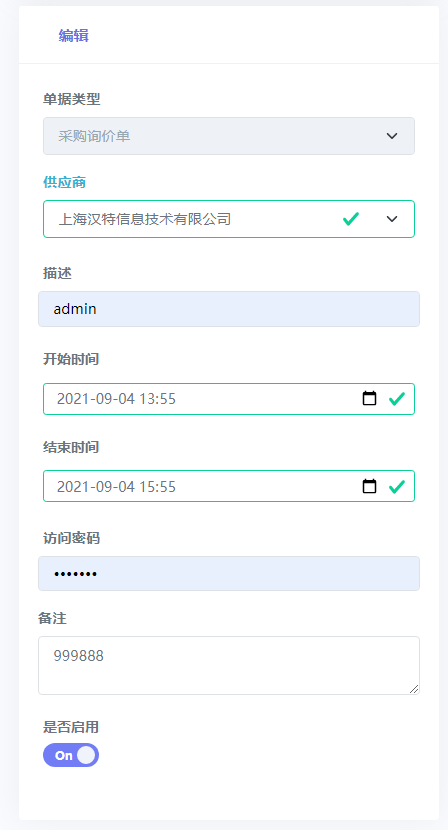 编辑
单据类型
采购询价单
供应商
上海汉特信息技术有限公司
描述
admin
开始时间
2021-09-04 13:55
结束时间
2021-09-04 15:55
访问密码
•••••••
备注
999888
是否启用
On